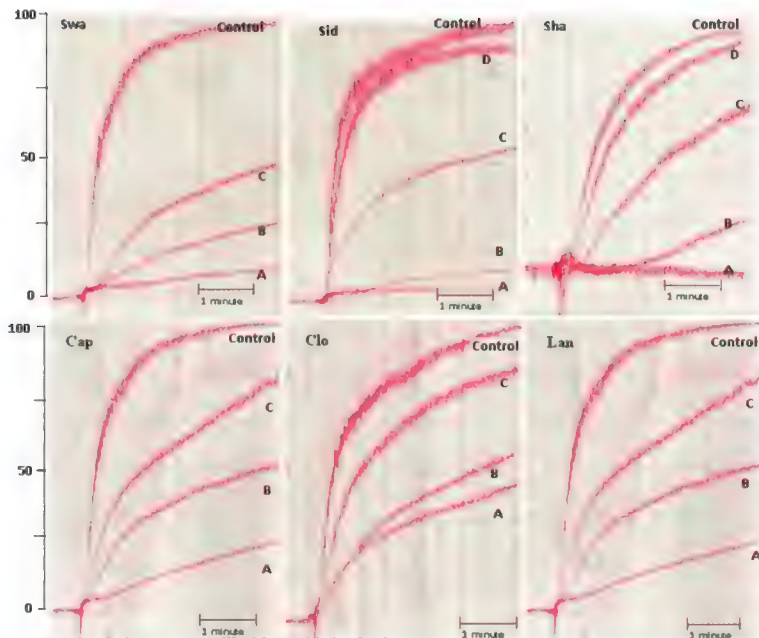 100
50
0
Swa
Control
C
B
A
1 minute
Sid
Control
D
C
B
A
1 minute
Sha
Control
D
C
B
A
1 minute
100
50
0
Cap
Control
C
B
A
1 minute
Clo
Control
C
B
A
1 minute
Lan
Control
C
B
A
1 minute